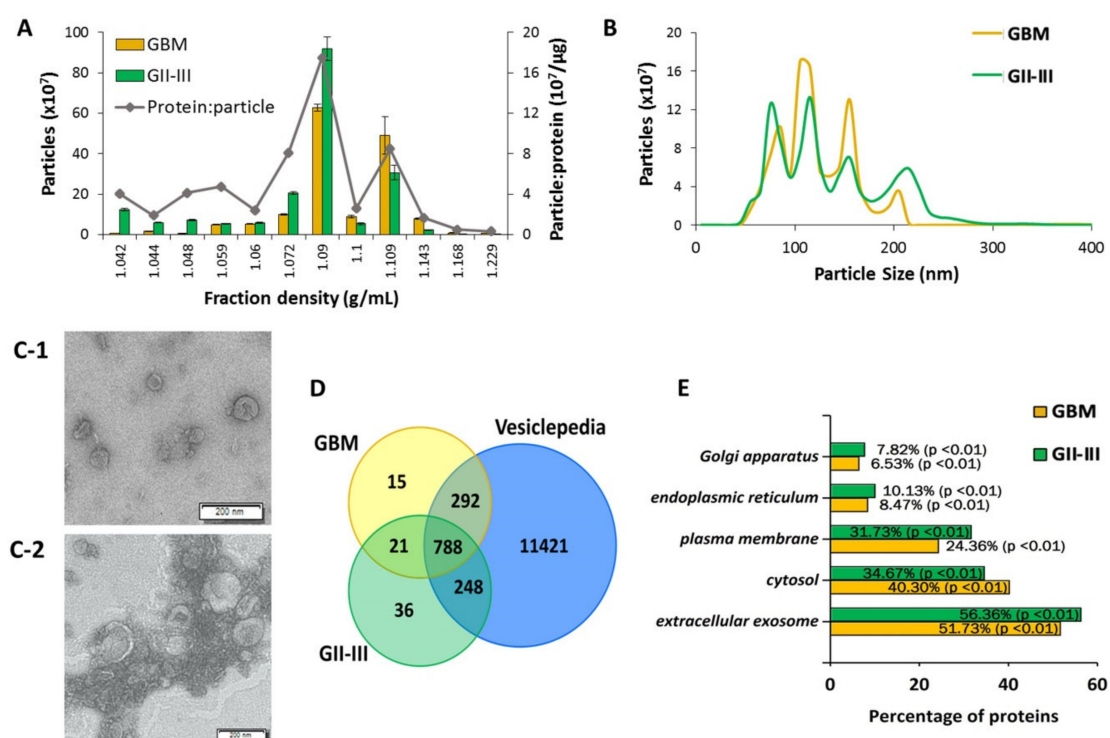 A
GBM
GII-III
Protein:particle
Particles (x10⁷)
100
80
60
40
20
0
Particle:protein (10⁷/µg)
20
16
12
8
4
0
1.042
1.044
1.048
1.059
1.06
1.072
1.09
1.1
1.109
1.143
1.168
1.229
Fraction density (g/mL)
B
GBM
GII-III
Particles (x10⁷)
20
16
12
8
4
0
0 100 200 300 400
Particle Size (nm)
C-1
200 nm
C-2
200 nm
D
GBM
Vesiclepedia
15
292
21 788 11421
248
36
GII-III
E
GBM
GII-III
Golgi apparatus
7.82% (p <0.01)
6.53% (p <0.01)
endoplasmic reticulum
10.13% (p <0.01)
8.47% (p <0.01)
plasma membrane
31.73% (p <0.01)
24.36% (p <0.01)
cytosol
34.67% (p <0.01)
40.30% (p <0.01)
extracellular exosome
56.36% (p <0.01)
51.73% (p <0.01)
0 20 40 60
Percentage of proteins